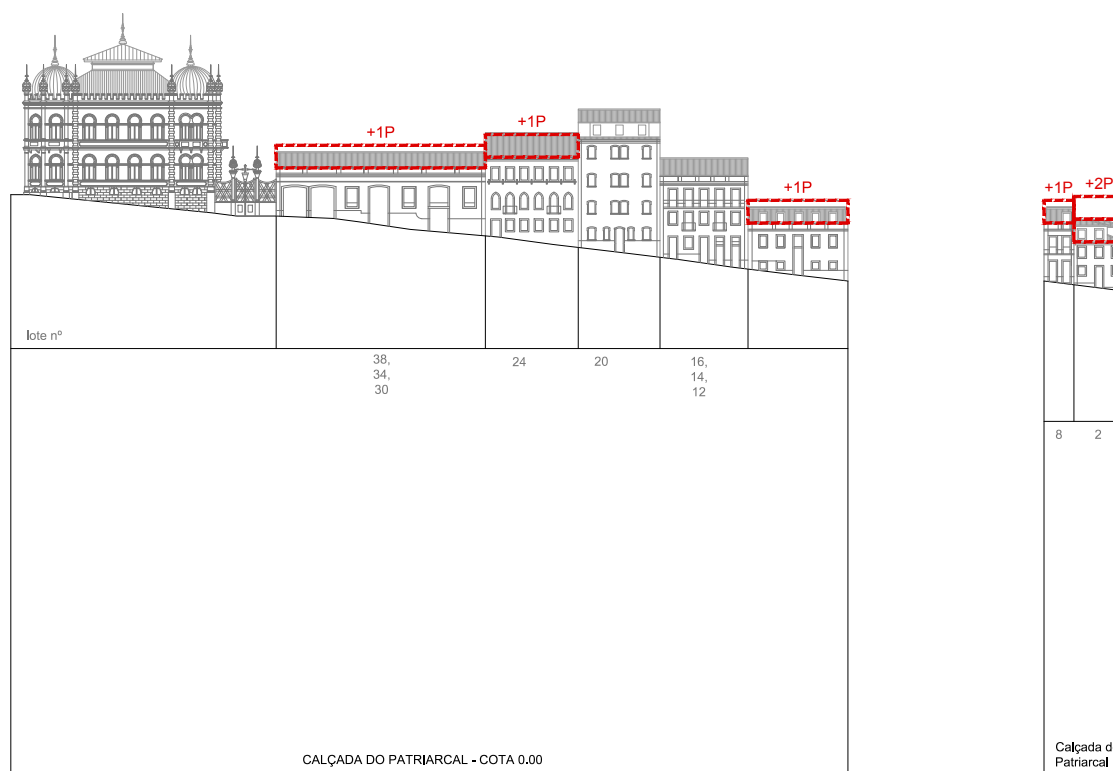 +1P
+1P
+1P
+1P +2P
lote nº
38,
34,
30
24
20
16,
14,
12
8 2
CALÇADA DO PATRIARCAL - COTA 0.00
Calçada d
Patriarcal